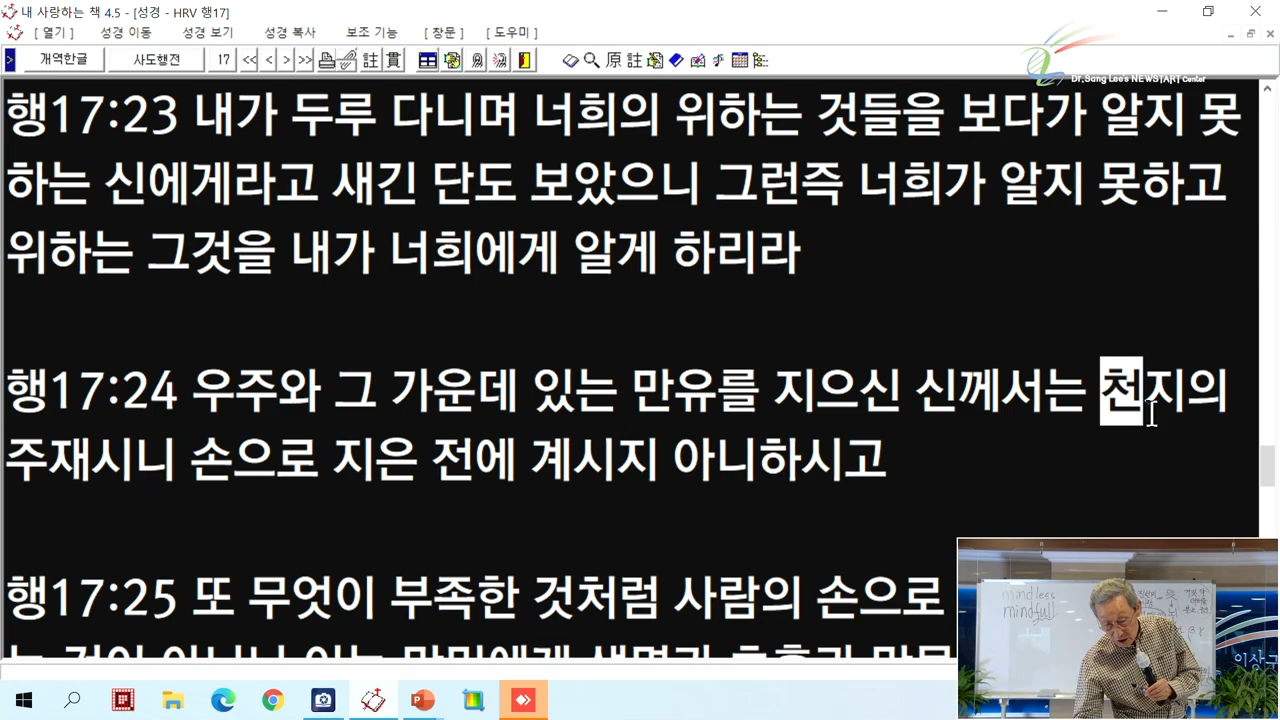 내 사랑하는 책 4.5 - [성경 - HRV 행17]
[ 열기 ] 성경 이동 성경 보기 성경 복사 보조 기능 [ 창문 ] [ 도우미 ]
개역한글 사도행전 17 << < > >> 註 貫 原 註
Dr.Sang Lee's NEWSTART Center
행17:23 내가 두루 다니며 너희의 위하는 것들을 보다가 알지 못
하는 신에게라고 새긴 단도 보았으니 그런즉 너희가 알지 못하고
위하는 그것을 내가 너희에게 알게 하리라
행17:24 우주와 그 가운데 있는 만유를 지으신 신께서는 천지의
주재시니 손으로 지은 전에 계시지 아니하시고
행17:25 또 무엇이 부족한 것처럼 사람의 손으로
mindless
mindful
이상구